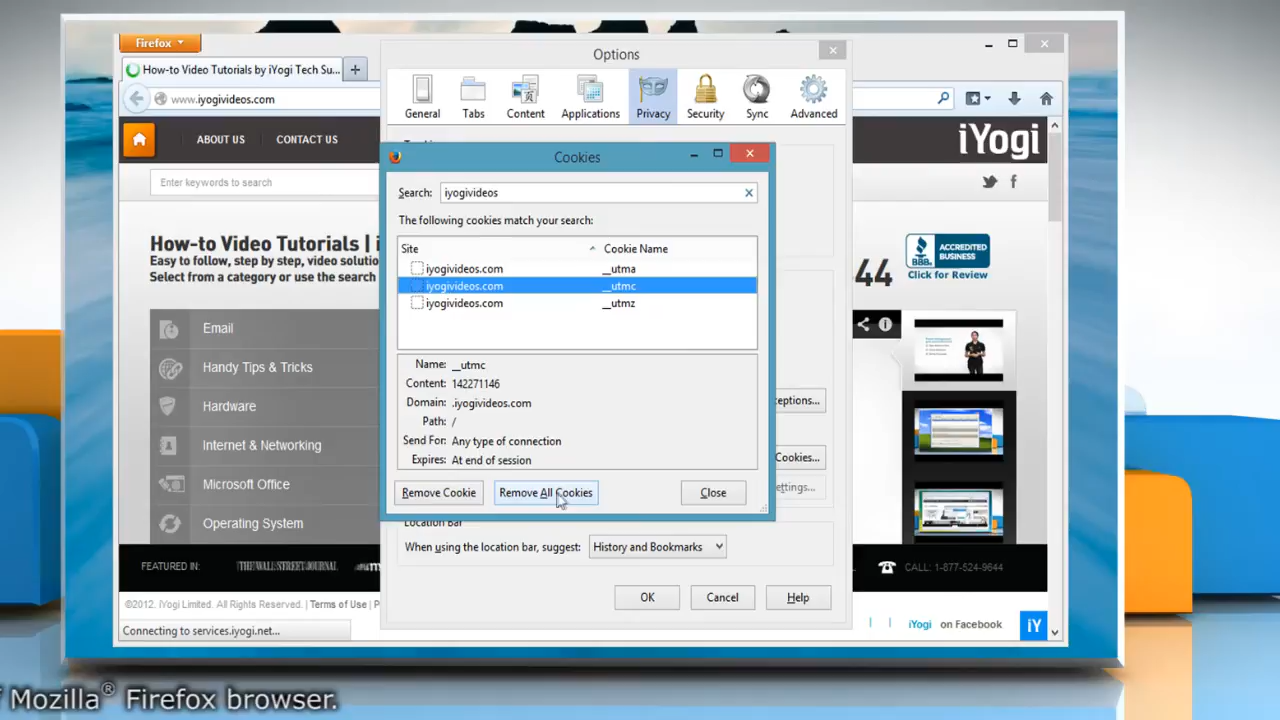 Firefox
How-to Video Tutorials by iYogi Tech Su...
www.iyogivideos.com
ABOUT US
CONTACT US
Enter keywords to search
How-to Video Tutorials | i
Easy to follow, step by step, video solutio
Select from a category or use the search
Email
Handy Tips & Tricks
Hardware
Internet & Networking
Microsoft Office
Operating System
FEATURED IN:
THE WALL STREET JOURNAL
©2012. iYogi Limited. All Rights Reserved. | Terms of Use | P
Connecting to services.iyogi.net...
Options
General
Tabs
Content
Applications
Privacy
Security
Sync
Advanced
Cookies
Search:
iyogivideos
The following cookies match your search:
Site
Cookie Name
iyogivideos.com
__utma
iyogivideos.com
__utmc
iyogivideos.com
__utmz
Name: __utmc
Content: 142271146
Domain: .iyogivideos.com
Path: /
Send For: Any type of connection
Expires: At end of session
Remove Cookie
Remove All Cookies
Close
ceptions...
Cookies...
ettings...
Location Bar
When using the location bar, suggest:
History and Bookmarks
OK
Cancel
Help
iYogi
44
BBB
ACCREDITED
BUSINESS
Click for Review
CALL: 1-877-524-9644
iYogi on Facebook
iY
f Mozilla® Firefox browser.